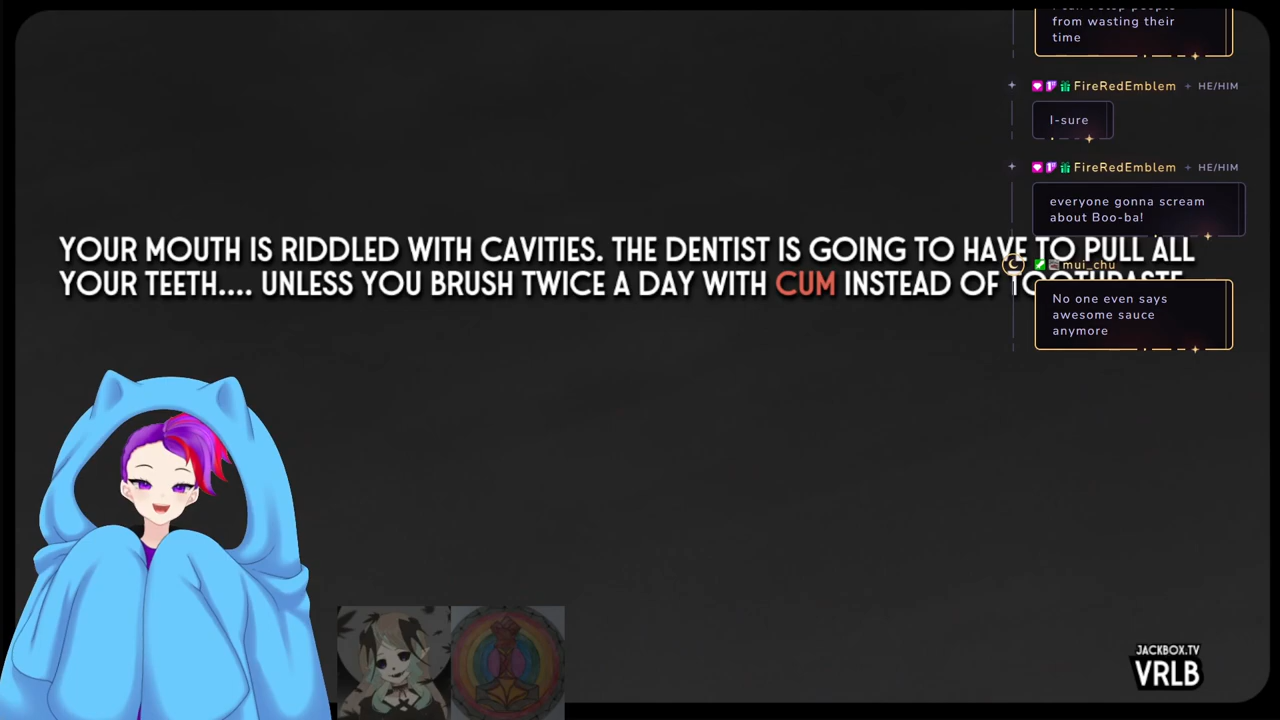 from wasting their
time
FireRedEmblem HE/HIM
I-sure
FireRedEmblem HE/HIM
everyone gonna scream
about Boo-ba!
YOUR MOUTH IS RIDDLED WITH CAVITIES. THE DENTIST IS GOING TO HAVE TO PULL ALL
YOUR TEETH.... UNLESS YOU BRUSH TWICE A DAY WITH CUM INSTEAD OF TOOTHPASTE
mui_chu
No one even says
awesome sauce
anymore
JACKBOX.TV
VRLB